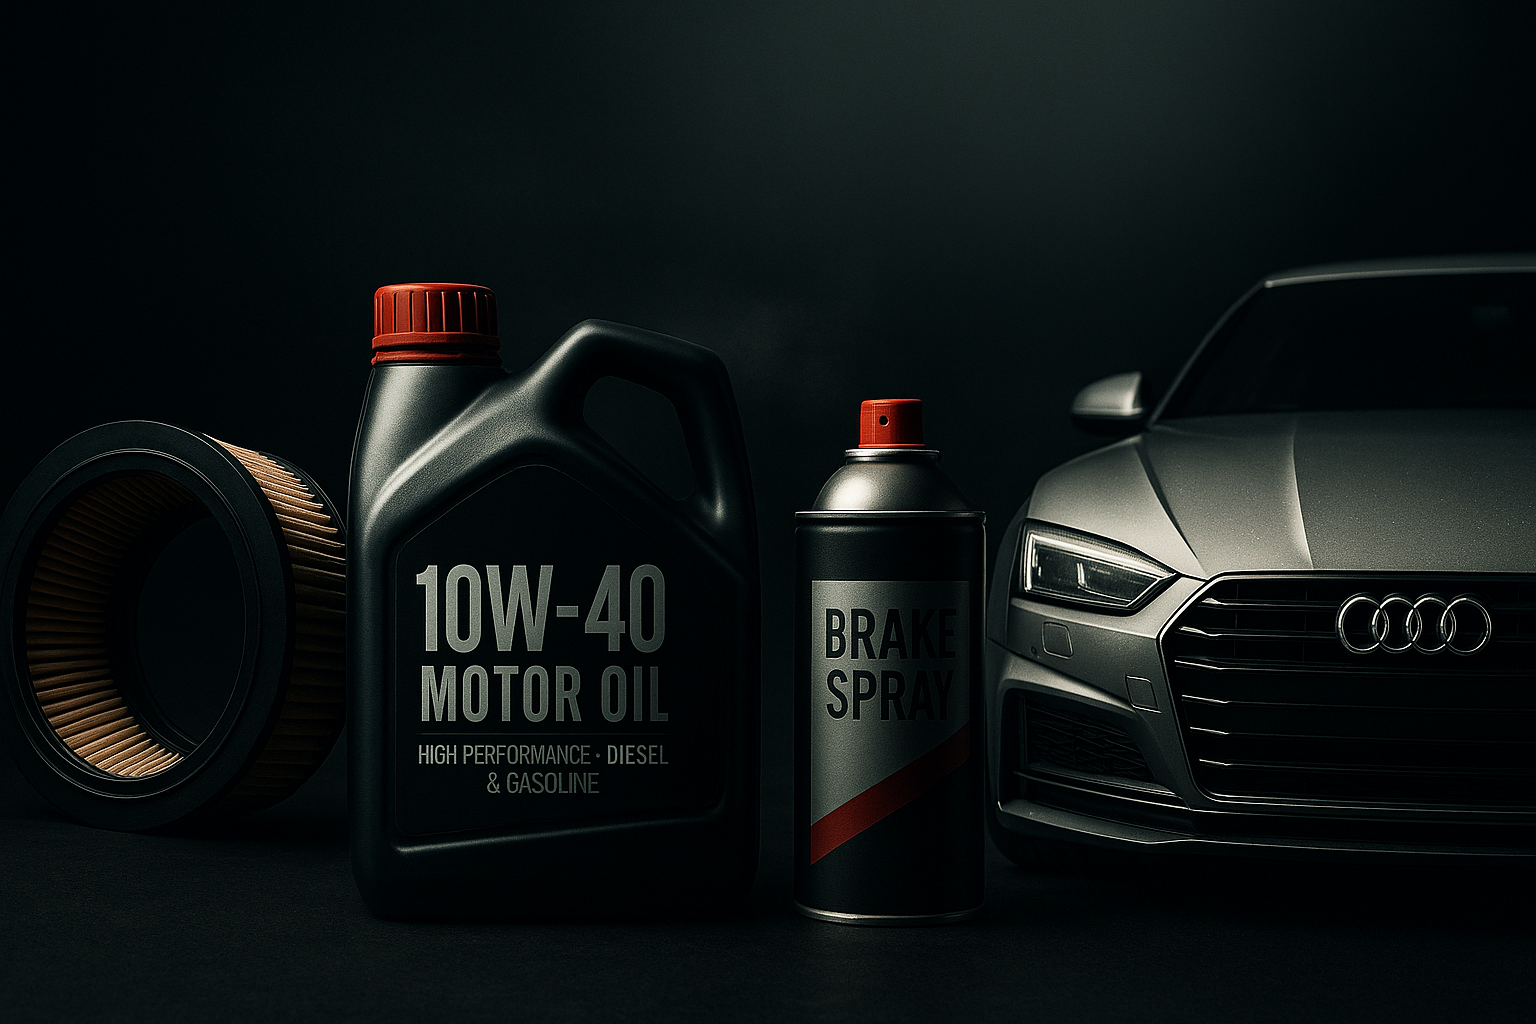 10W-40
MOTOR OIL
HIGH PERFORMANCE · DIESEL
& GASOLINE
BRAKE
SPRAY